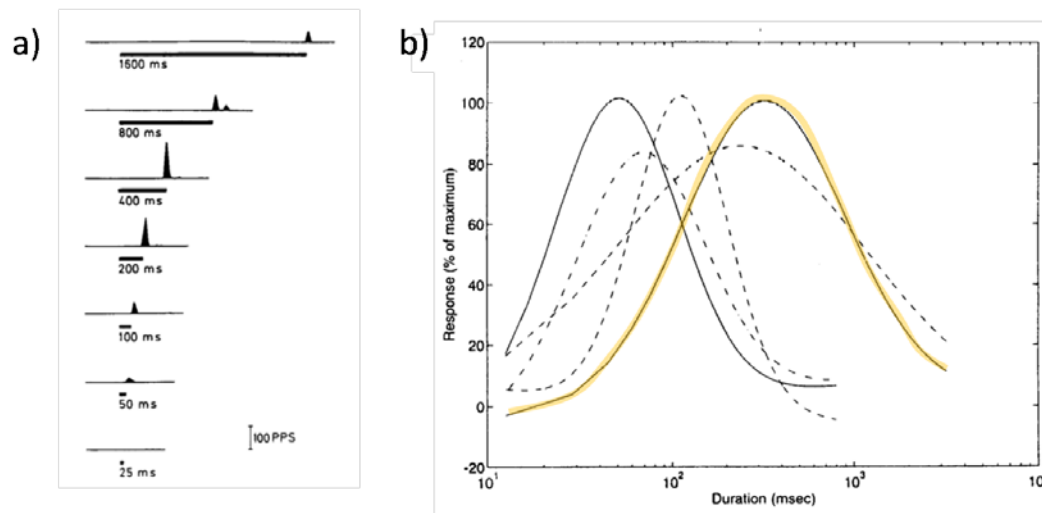 a)
1500 ms
800 ms
400 ms
200 ms
100 ms
50 ms
100 PPS
25 ms
b)
120
100
80
60
40
20
0
-20
Response (% of maximum)
10¹
10²
10³
10
Duration (msec)